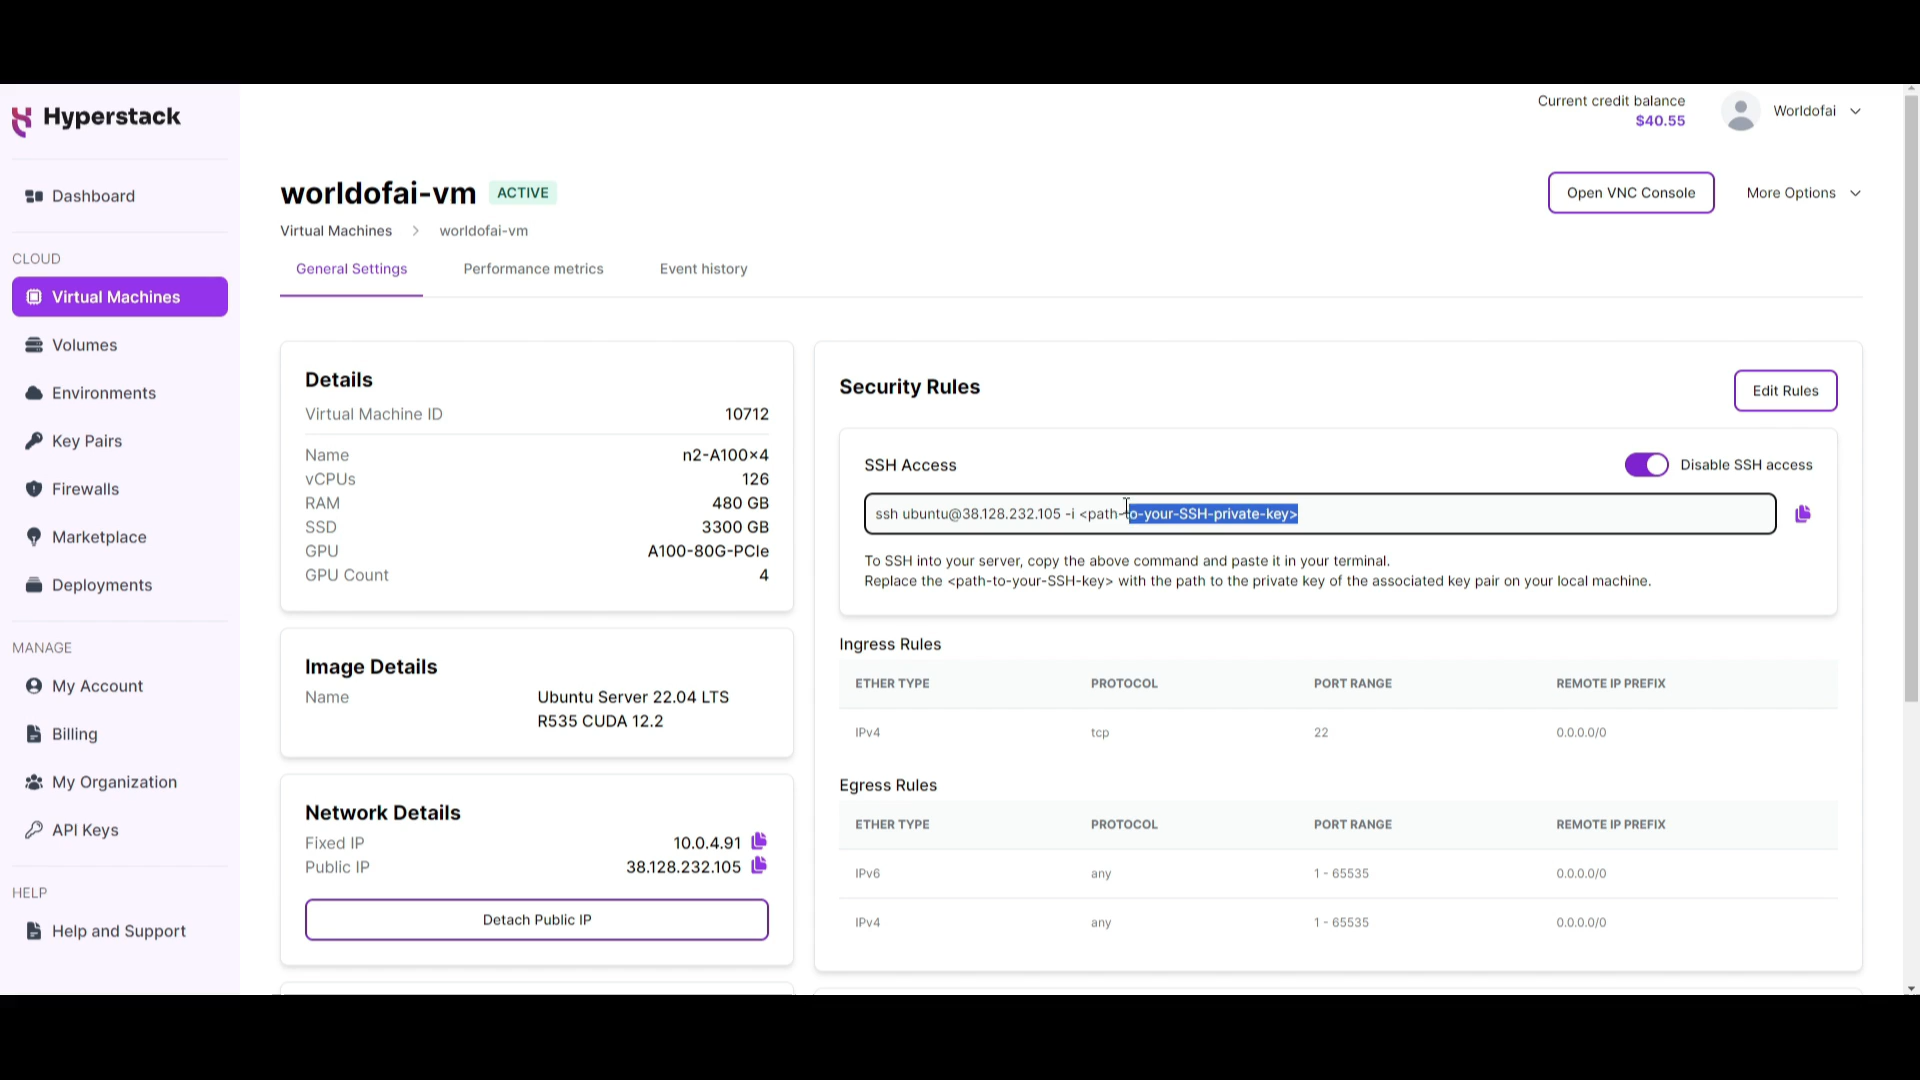 Hyperstack
Current credit balance
$40.55
Worldofai
Dashboard
CLOUD
Virtual Machines
Volumes
Environments
Key Pairs
Firewalls
Marketplace
Deployments
MANAGE
My Account
Billing
My Organization
API Keys
HELP
Help and Support
worldofai-vm ACTIVE
Open VNC Console
More Options
Virtual Machines > worldofai-vm
General Settings Performance metrics Event history
Details
Virtual Machine ID 10712
Name n2-A100x4
vCPUs 126
RAM 480 GB
SSD 3300 GB
GPU A100-80G-PCIe
GPU Count 4
Image Details
Name Ubuntu Server 22.04 LTS
R535 CUDA 12.2
Network Details
Fixed IP 10.0.4.91
Public IP 38.128.232.105
Detach Public IP
Security Rules
Edit Rules
SSH Access
Disable SSH access
ssh ubuntu@38.128.232.105 -i <path-to-your-SSH-private-key>
To SSH into your server, copy the above command and paste it in your terminal.
Replace the <path-to-your-SSH-key> with the path to the private key of the associated key pair on your local machine.
Ingress Rules
ETHER TYPE PROTOCOL PORT RANGE REMOTE IP PREFIX
IPv4 tcp 22 0.0.0.0/0
Egress Rules
ETHER TYPE PROTOCOL PORT RANGE REMOTE IP PREFIX
IPv6 any 1 - 65535 0.0.0.0/0
IPv4 any 1 - 65535 0.0.0.0/0